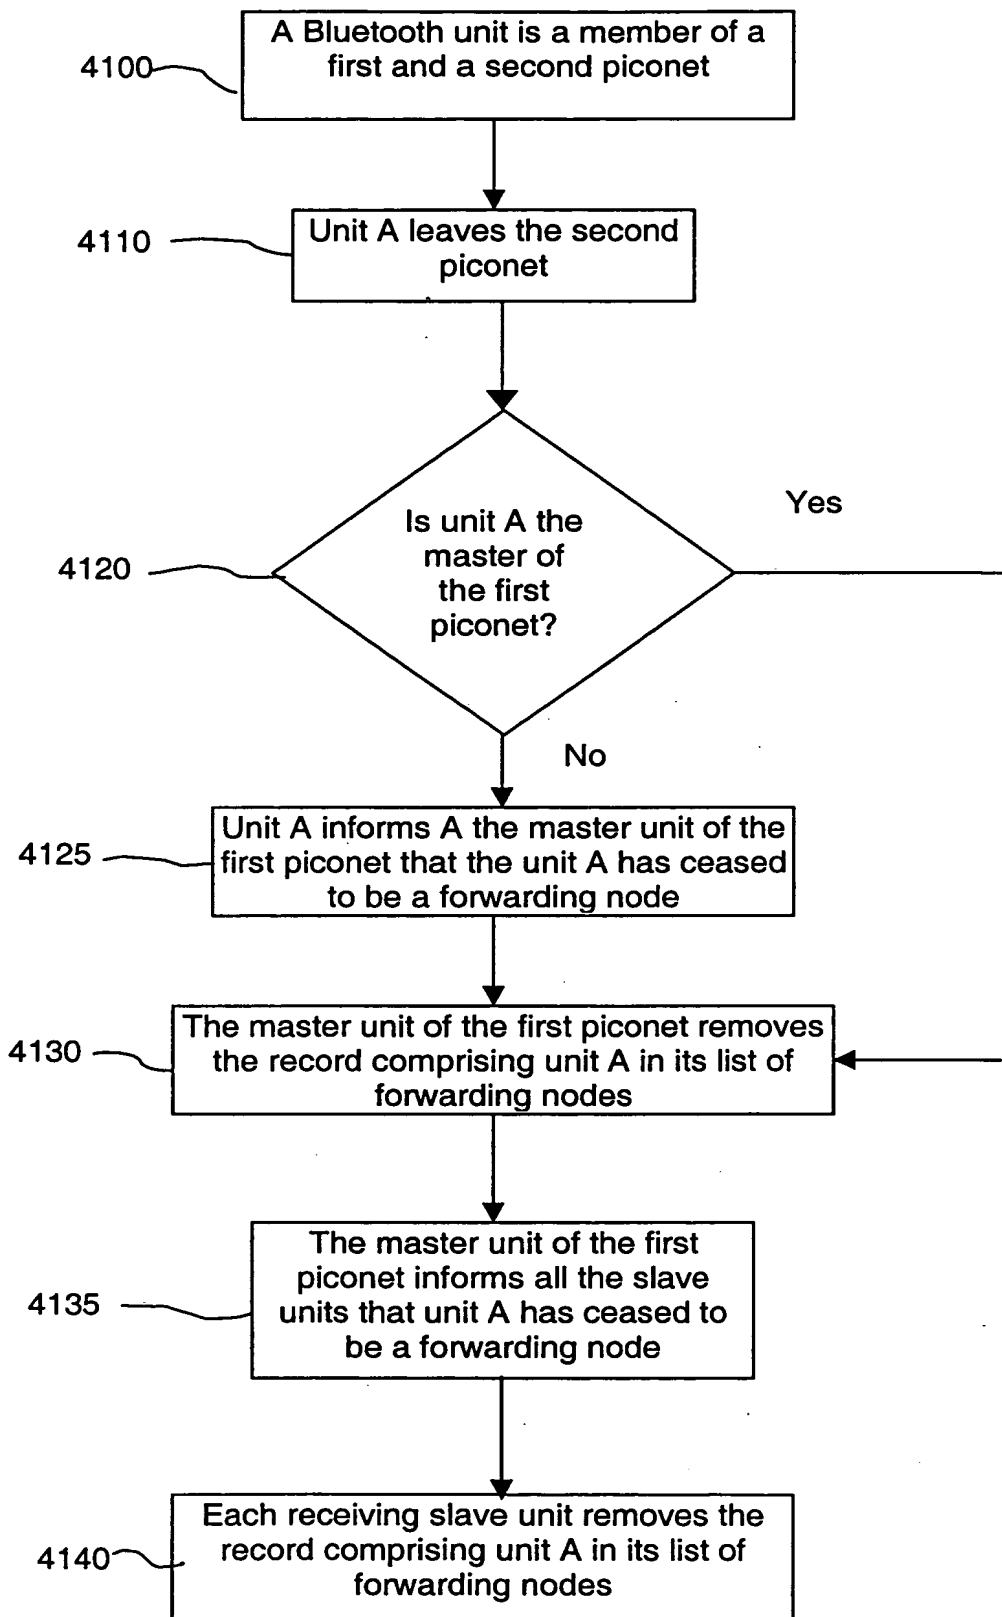 A Bluetooth unit is a member of a
first and a second piconet
4100
Unit A leaves the second
piconet
4110
Is unit A the
master of
the first
piconet?
4120
Yes
No
Unit A informs A the master unit of the
first piconet that the unit A has ceased
to be a forwarding node
4125
The master unit of the first piconet removes
the record comprising unit A in its list of
forwarding nodes
4130
The master unit of the first
piconet informs all the slave
units that unit A has ceased to
be a forwarding node
4135
Each receiving slave unit removes the
record comprising unit A in its list of
forwarding nodes
4140